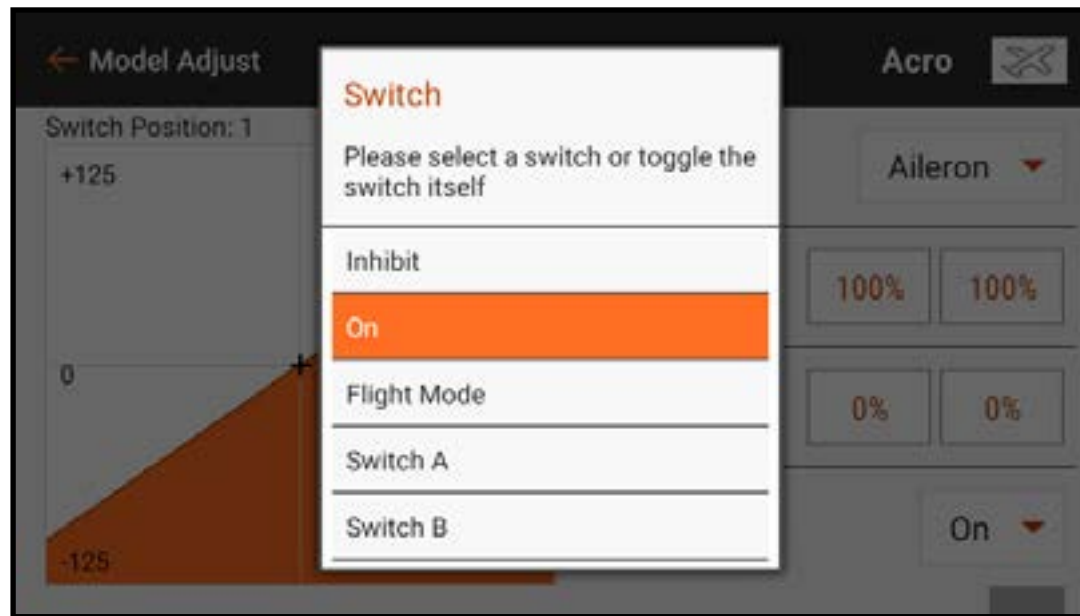 Model Adjust
Acro
Switch Position: 1
+125
0
-125
Switch
Please select a switch or toggle the
switch itself
Inhibit
On
Flight Mode
Switch A
Switch B
Aileron
100% 100%
0% 0%
On